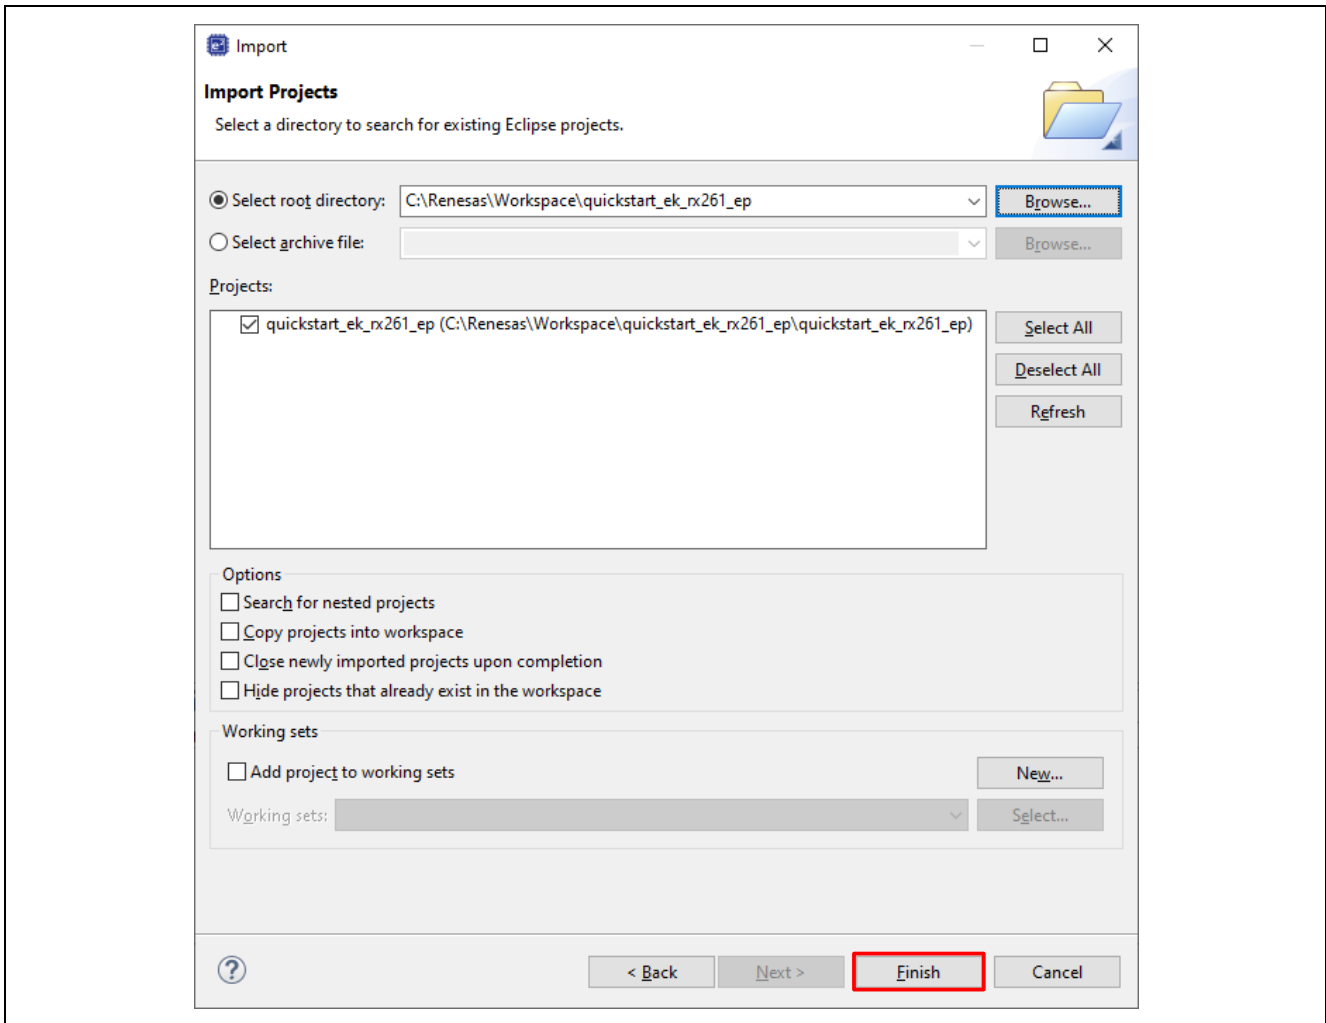 Import
Import Projects
Select a directory to search for existing Eclipse projects.
Select root directory: C:\Renesas\Workspace\quickstart_ek_rx261_ep Browse...
Select archive file: Browse...
Projects:
quickstart_ek_rx261_ep (C:\Renesas\Workspace\quickstart_ek_rx261_ep\quickstart_ek_rx261_ep)
Select All
Deselect All
Refresh
Options
Search for nested projects
Copy projects into workspace
Close newly imported projects upon completion
Hide projects that already exist in the workspace
Working sets
Add project to working sets New...
Working sets: Select...
? < Back Next > Finish Cancel